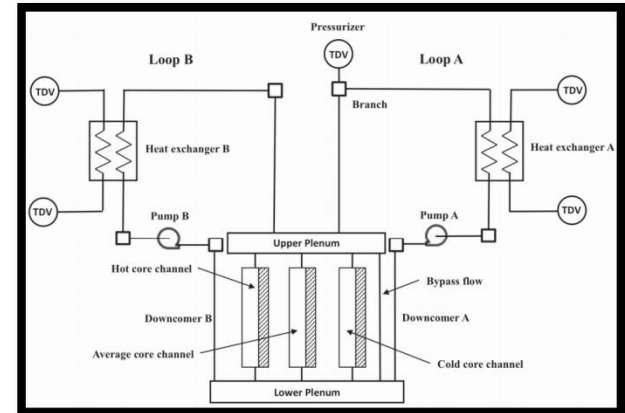 Pressurizer
Loop B
TDV
Loop A
TDV
TDV
Branch
Heat exchanger B
Heat exchanger A
TDV
TDV
Pump B
Pump A
Upper Plenum
Hot core channel
Bypass flow
Downcomer B
Downcomer A
Average core channel
Cold core channel
Lower Plenum